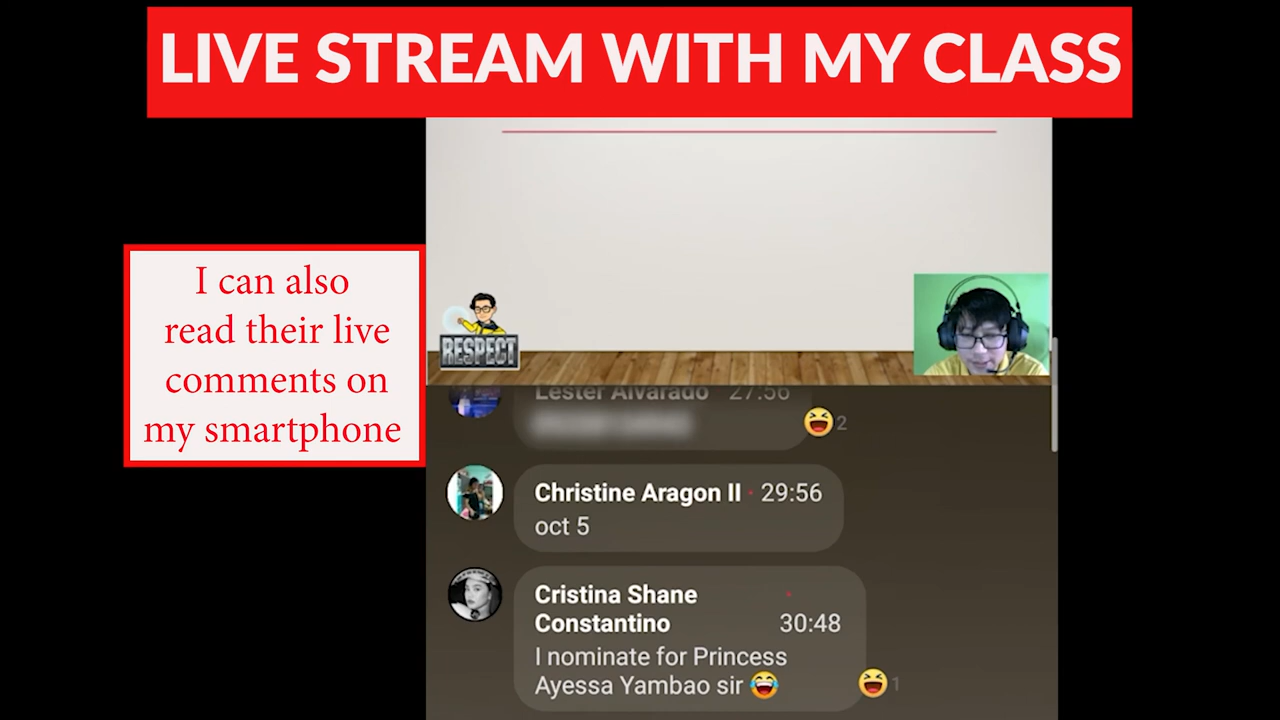 LIVE STREAM WITH MY CLASS
I can also
read their live
comments on
my smartphone
RESPECT
Lester Alvarado 27:56
2
Christine Aragon II · 29:56
oct 5
Cristina Shane
Constantino · 30:48
I nominate for Princess
Ayessa Yambao sir 😂
1